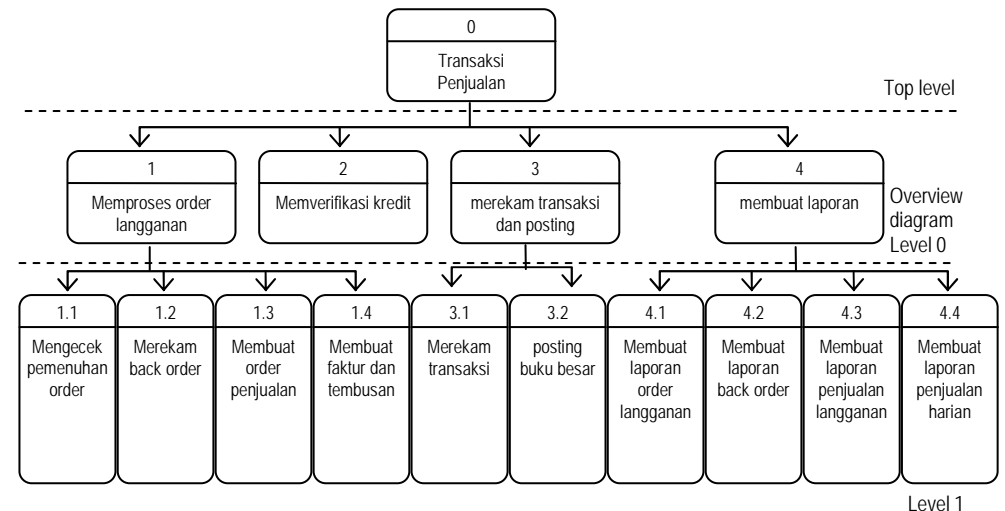 0
Transaksi
Penjualan
Top level
1
Memproses order
langganan
2
Memverifikasi kredit
3
merekam transaksi
dan posting
4
membuat laporan
Overview
diagram
Level 0
1.1
Mengecek
pemenuhan
order
1.2
Merekam
back order
1.3
Membuat
order
penjualan
1.4
Membuat
faktur dan
tembusan
3.1
Merekam
transaksi
3.2
posting
buku besar
4.1
Membuat
laporan
order
langganan
4.2
Membuat
laporan
back order
4.3
Membuat
laporan
penjualan
langganan
4.4
Membuat
laporan
penjualan
harian
Level 1